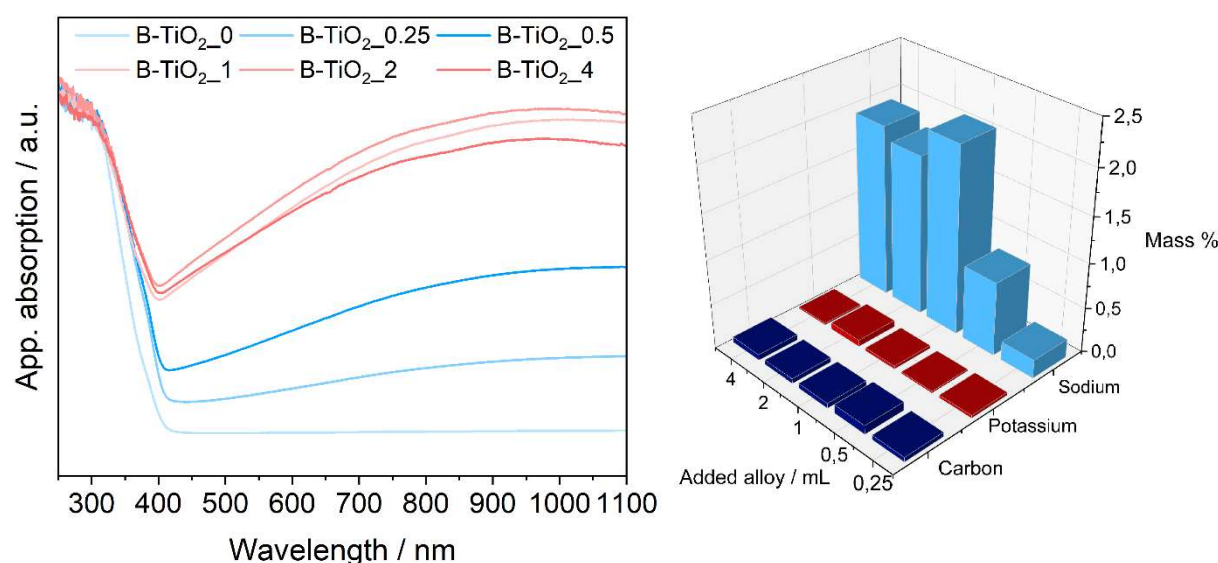 B-TiO₂_0 B-TiO₂_0.25 B-TiO₂_0.5
B-TiO₂_1 B-TiO₂_2 B-TiO₂_4
App. absorption / a.u.
300 400 500 600 700 800 900 1000 1100
Wavelength / nm
2,5
2,0
1,5
1,0
0,5
0,0
Mass %
4
2
1
0,5
0,25
Added alloy / mL
Sodium
Potassium
Carbon